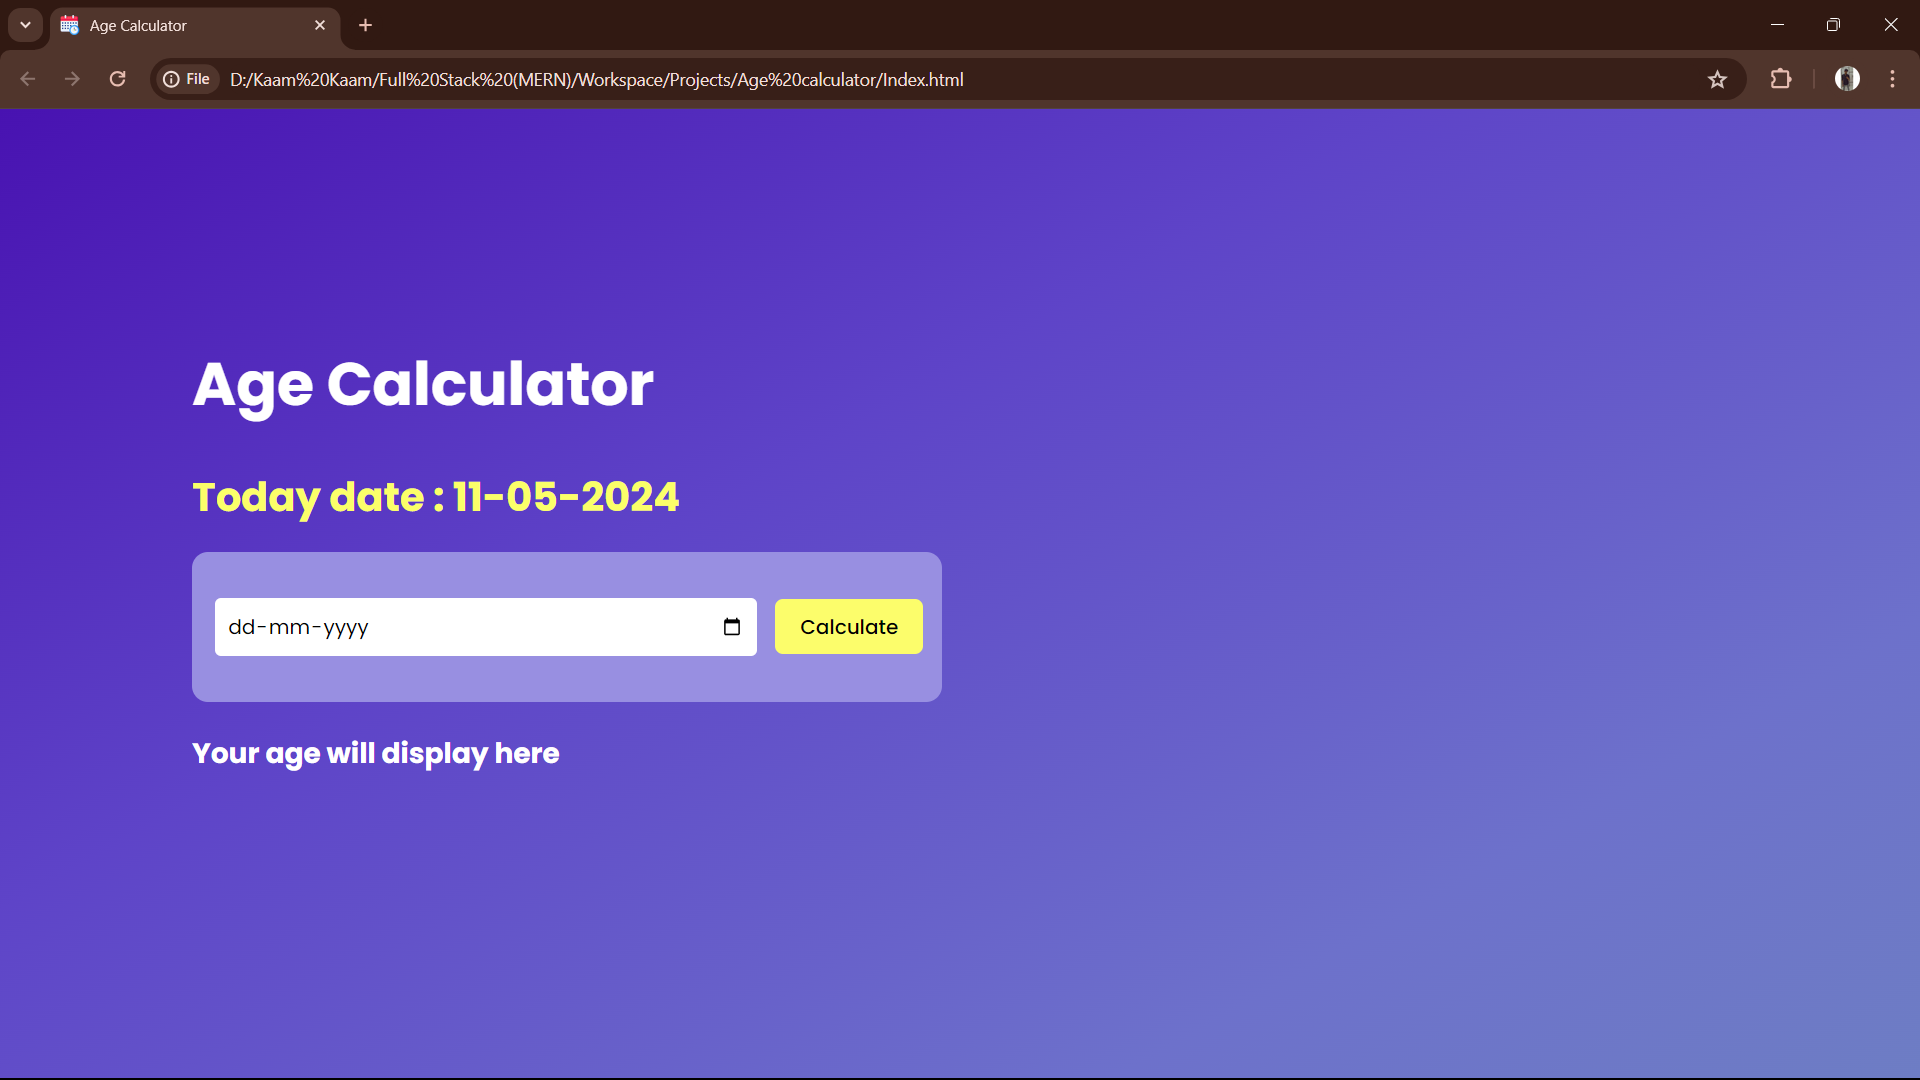 Age Calculator
File
D:/Kaam%20Kaam/Full%20Stack%20(MERN)/Workspace/Projects/Age%20calculator/Index.html
Age Calculator
Today date : 11-05-2024
dd-mm-yyyy
Calculate
Your age will display here